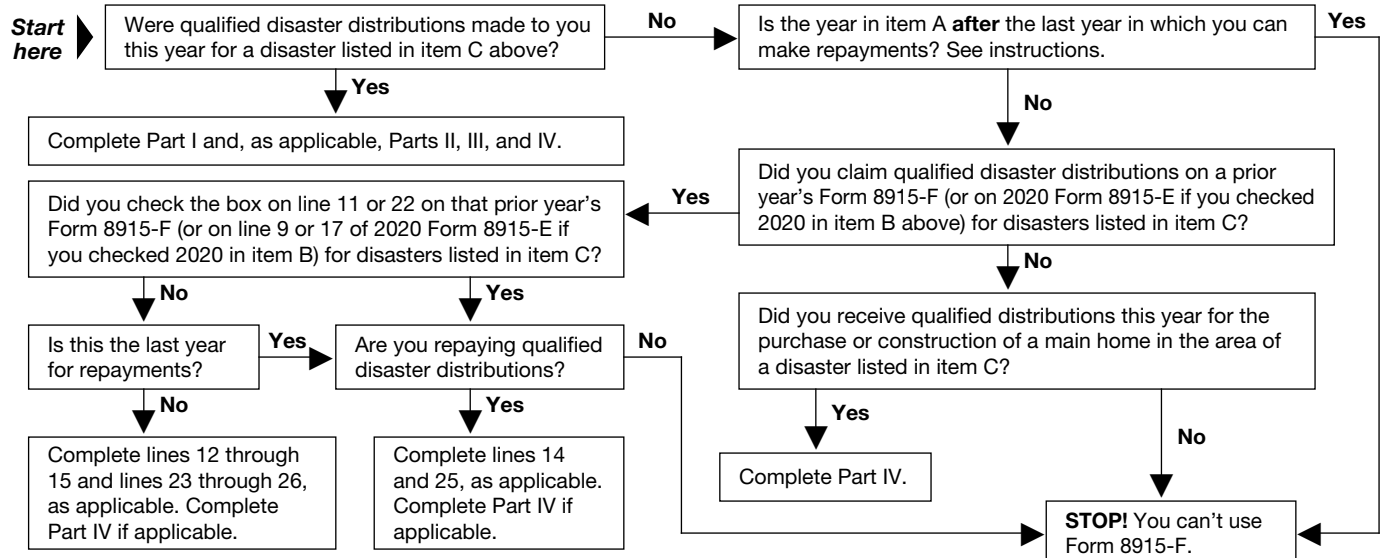 Start
here
Were qualified disaster distributions made to you
this year for a disaster listed in item C above?
No
Is the year in item A after the last year in which you can
make repayments? See instructions.
Yes
Yes
No
Complete Part I and, as applicable, Parts II, III, and IV.
Did you claim qualified disaster distributions on a prior
year's Form 8915-F (or on 2020 Form 8915-E if you checked
2020 in item B above) for disasters listed in item C?
Yes
Did you check the box on line 11 or 22 on that prior year's
Form 8915-F (or on line 9 or 17 of 2020 Form 8915-E if
you checked 2020 in item B) for disasters listed in item C?
No
No
Yes
Did you receive qualified distributions this year for the
purchase or construction of a main home in the area of
a disaster listed in item C?
Is this the last year
for repayments?
Yes
Are you repaying qualified
disaster distributions?
No
No
Yes
Yes
No
Complete lines 12 through
15 and lines 23 through 26,
as applicable. Complete
Part IV if applicable.
Complete lines 14
and 25, as applicable.
Complete Part IV if
applicable.
Complete Part IV.
STOP! You can't use
Form 8915-F.